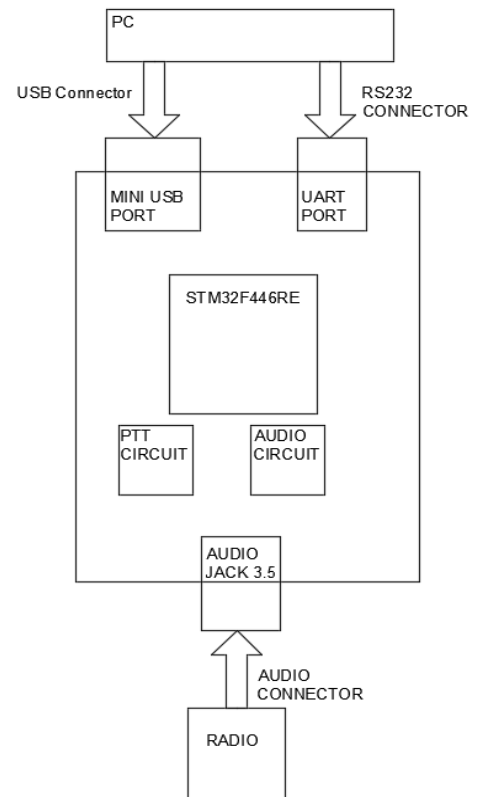 PC
USB Connector
RS232
CONNECTOR
MINI USB
PORT
UART
PORT
STM32F446RE
PTT
CIRCUIT
AUDIO
CIRCUIT
AUDIO
JACK 3.5
AUDIO
CONNECTOR
RADIO